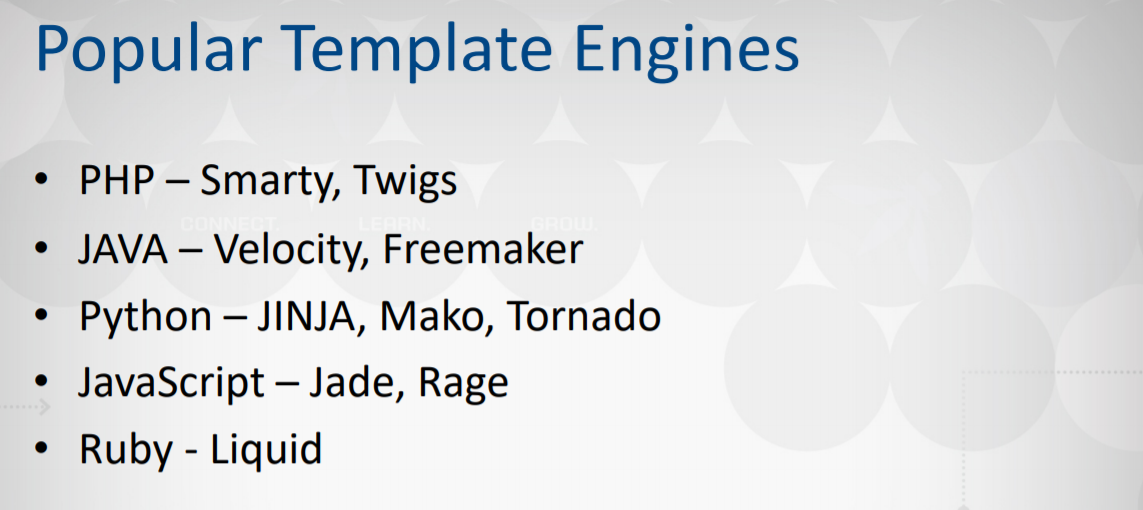 Popular Template Engines
• PHP – Smarty, Twigs
CONNECT. LEARN. GROW.
• JAVA – Velocity, Freemaker
• Python – JINJA, Mako, Tornado
• JavaScript – Jade, Rage
• Ruby - Liquid